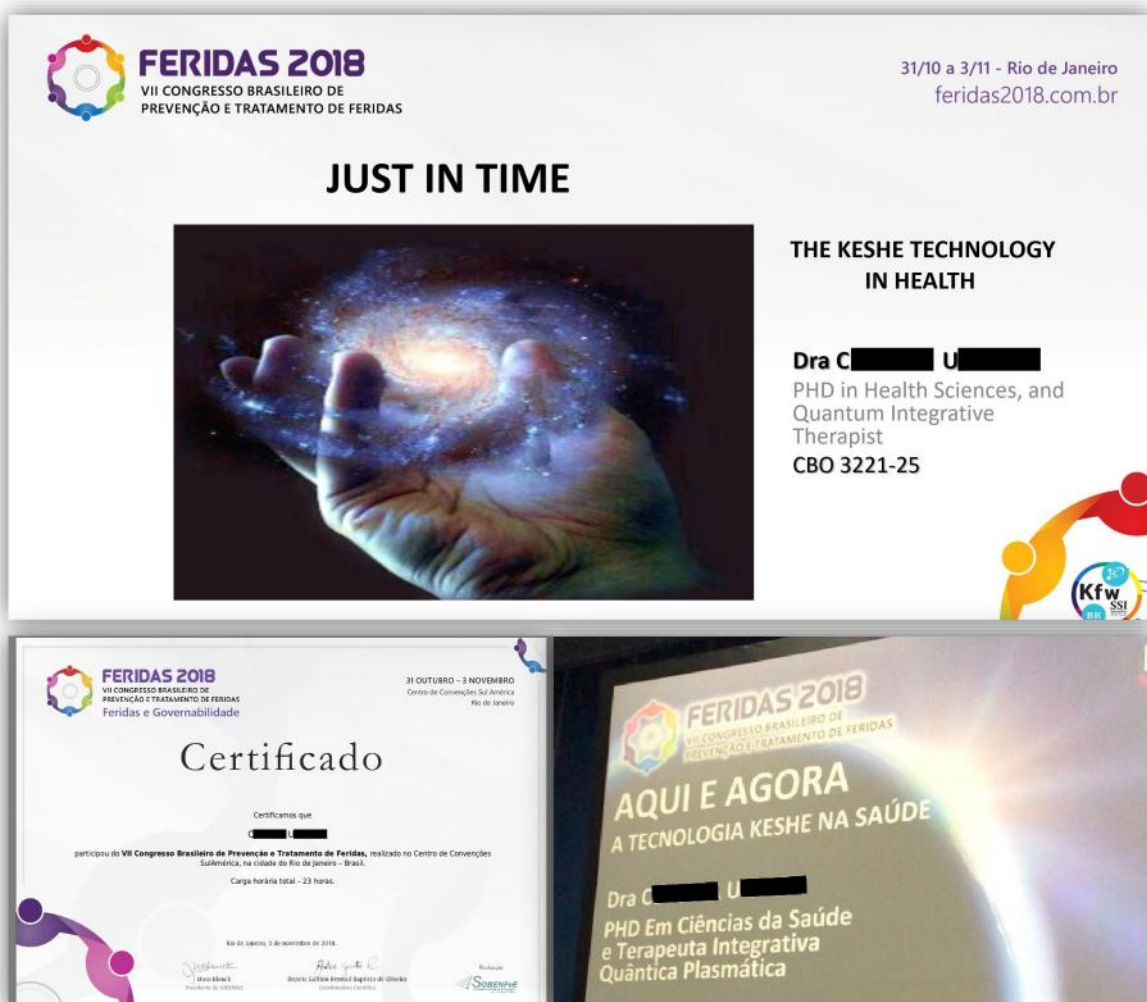 FERIDAS 2018
VII CONGRESSO BRASILEIRO DE
PREVENÇÃO E TRATAMENTO DE FERIDAS
31/10 a 3/11 - Rio de Janeiro
feridas2018.com.br
JUST IN TIME
THE KESHE TECHNOLOGY
IN HEALTH
Dra C U
PHD in Health Sciences, and
Quantum Integrative
Therapist
CBO 3221-25
Kfw
SSI
FERIDAS 2018
VII CONGRESSO BRASILEIRO DE
PREVENÇÃO E TRATAMENTO DE FERIDAS
Feridas e Governabilidade
31 OUTUBRO – 3 NOVEMBRO
Centro de Convenções Sul América
Rio de Janeiro
Certificado
Certificamos que
C U
participou do VII Congresso Brasileiro de Prevenção e Tratamento de Feridas, realizado no Centro de Convenções
SulAmérica, na cidade do Rio de Janeiro – Brasil.
Carga horária total – 23 horas.
Rio de Janeiro, 3 de novembro de 2018.
Produção:
SOBENFeE
FERIDAS 2018
VII CONGRESSO BRASILEIRO DE
PREVENÇÃO E TRATAMENTO DE FERIDAS
AQUI E AGORA
A TECNOLOGIA KESHE NA SAÚDE
Dra C U
PHD Em Ciências da Saúde
e Terapeuta Integrativa
Quântica Plasmática